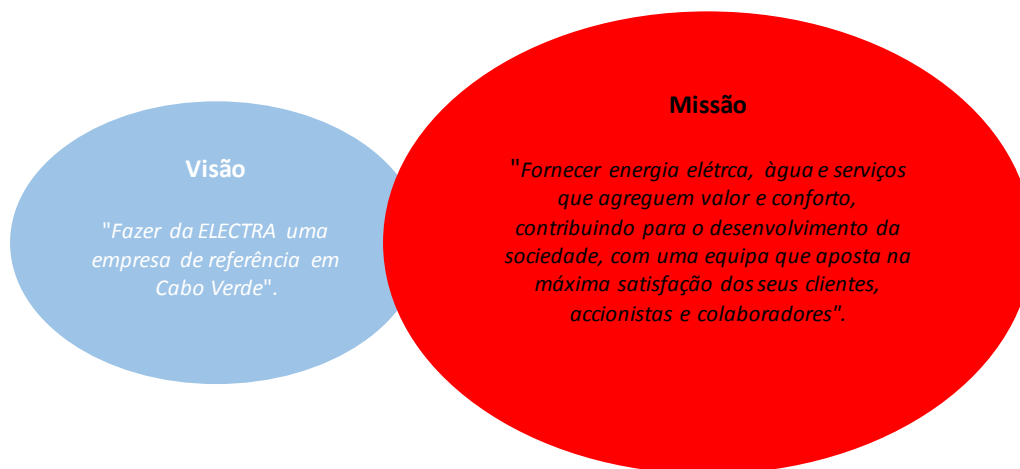 Visão
"Fazer da ELECTRA uma
empresa de referência em
Cabo Verde".
Missão
"Fornecer energia elétrca, àgua e serviços
que agreguem valor e conforto,
contribuindo para o desenvolvimento da
sociedade, com uma equipa que aposta na
máxima satisfação dos seus clientes,
accionistas e colaboradores".